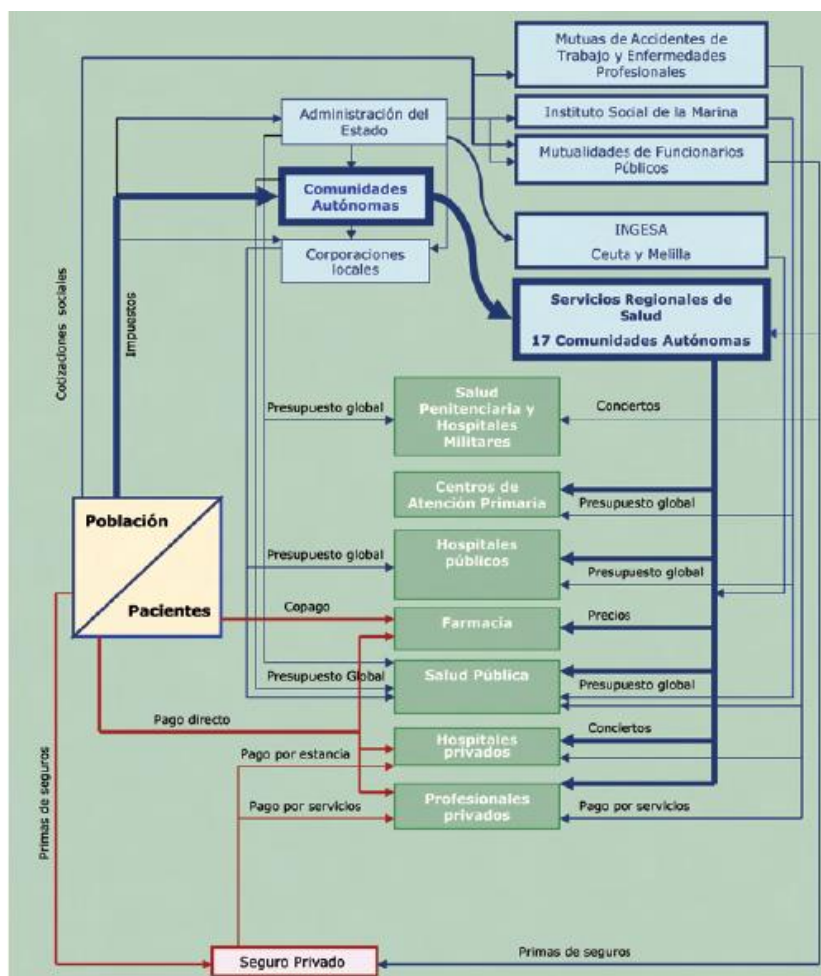 Mutuas de Accidentes de
Trabajo y Enfermedades
Profesionales
Administración del
Estado
Instituto Social de la Marina
Mutualidades de Funcionarios
Públicos
Comunidades
Autónomas
INGESA
Ceuta y Melilla
Corporaciones
locales
Servicios Regionales de
Salud
17 Comunidades Autónomas
Cotizaciones sociales
Impuestos
Salud
Penitenciaria y
Hospitales
Militares
Presupuesto global
Conciertos
Centros de
Atención Primaria
Presupuesto global
Población
Pacientes
Hospitales
públicos
Presupuesto global
Presupuesto global
Copago
Farmacia
Precios
Presupuesto Global
Salud Pública
Presupuesto global
Pago directo
Hospitales
privados
Conciertos
Pago por estancia
Profesionales
privados
Pago por servicios
Pago por servicios
Primas de seguros
Seguro Privado
Primas de seguros